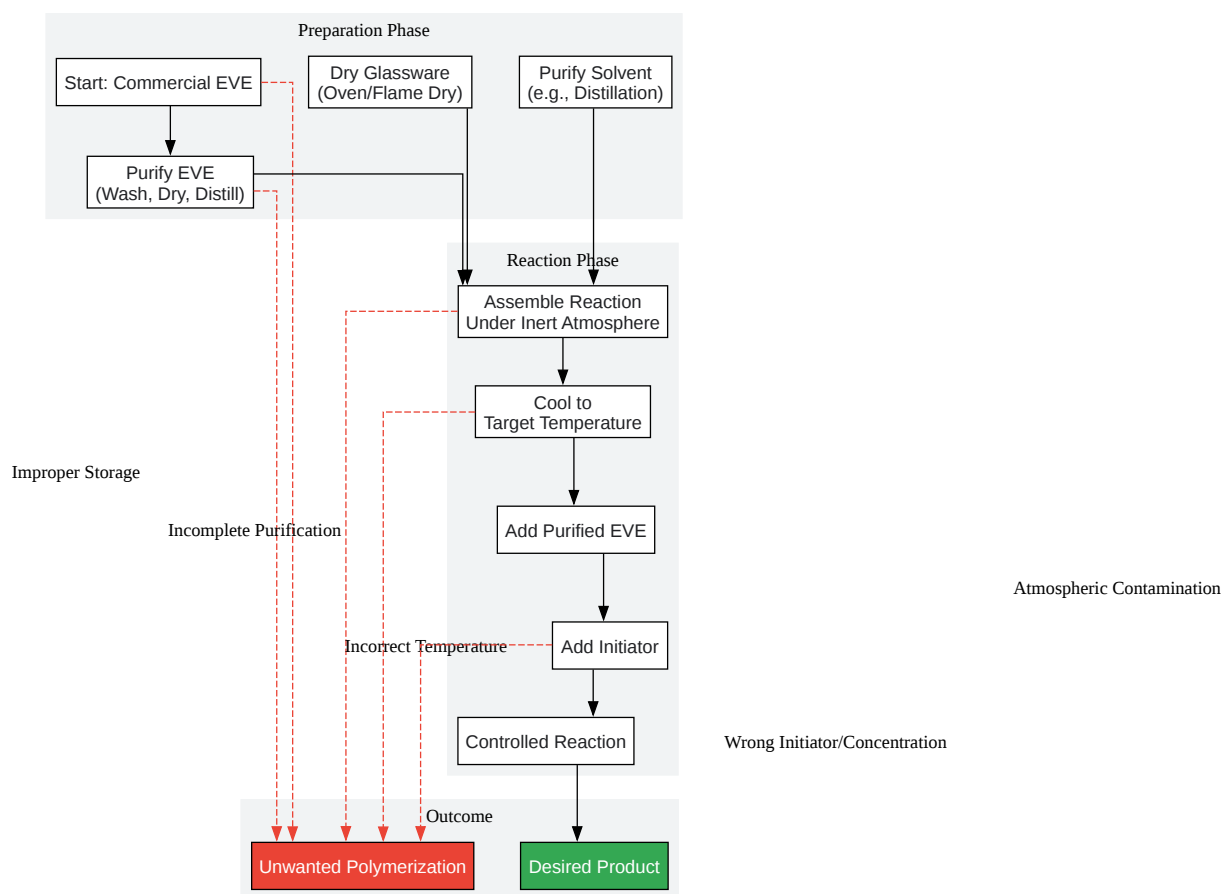 Preparation Phase
Start: Commercial EVE
Dry Glassware
(Oven/Flame Dry)
Purify Solvent
(e.g., Distillation)
Purify EVE
(Wash, Dry, Distill)
Reaction Phase
Assemble Reaction
Under Inert Atmosphere
Cool to
Target Temperature
Improper Storage
Incomplete Purification
Add Purified EVE
Atmospheric Contamination
Incorrect Temperature
Add Initiator
Controlled Reaction
Wrong Initiator/Concentration
Outcome
Unwanted Polymerization
Desired Product